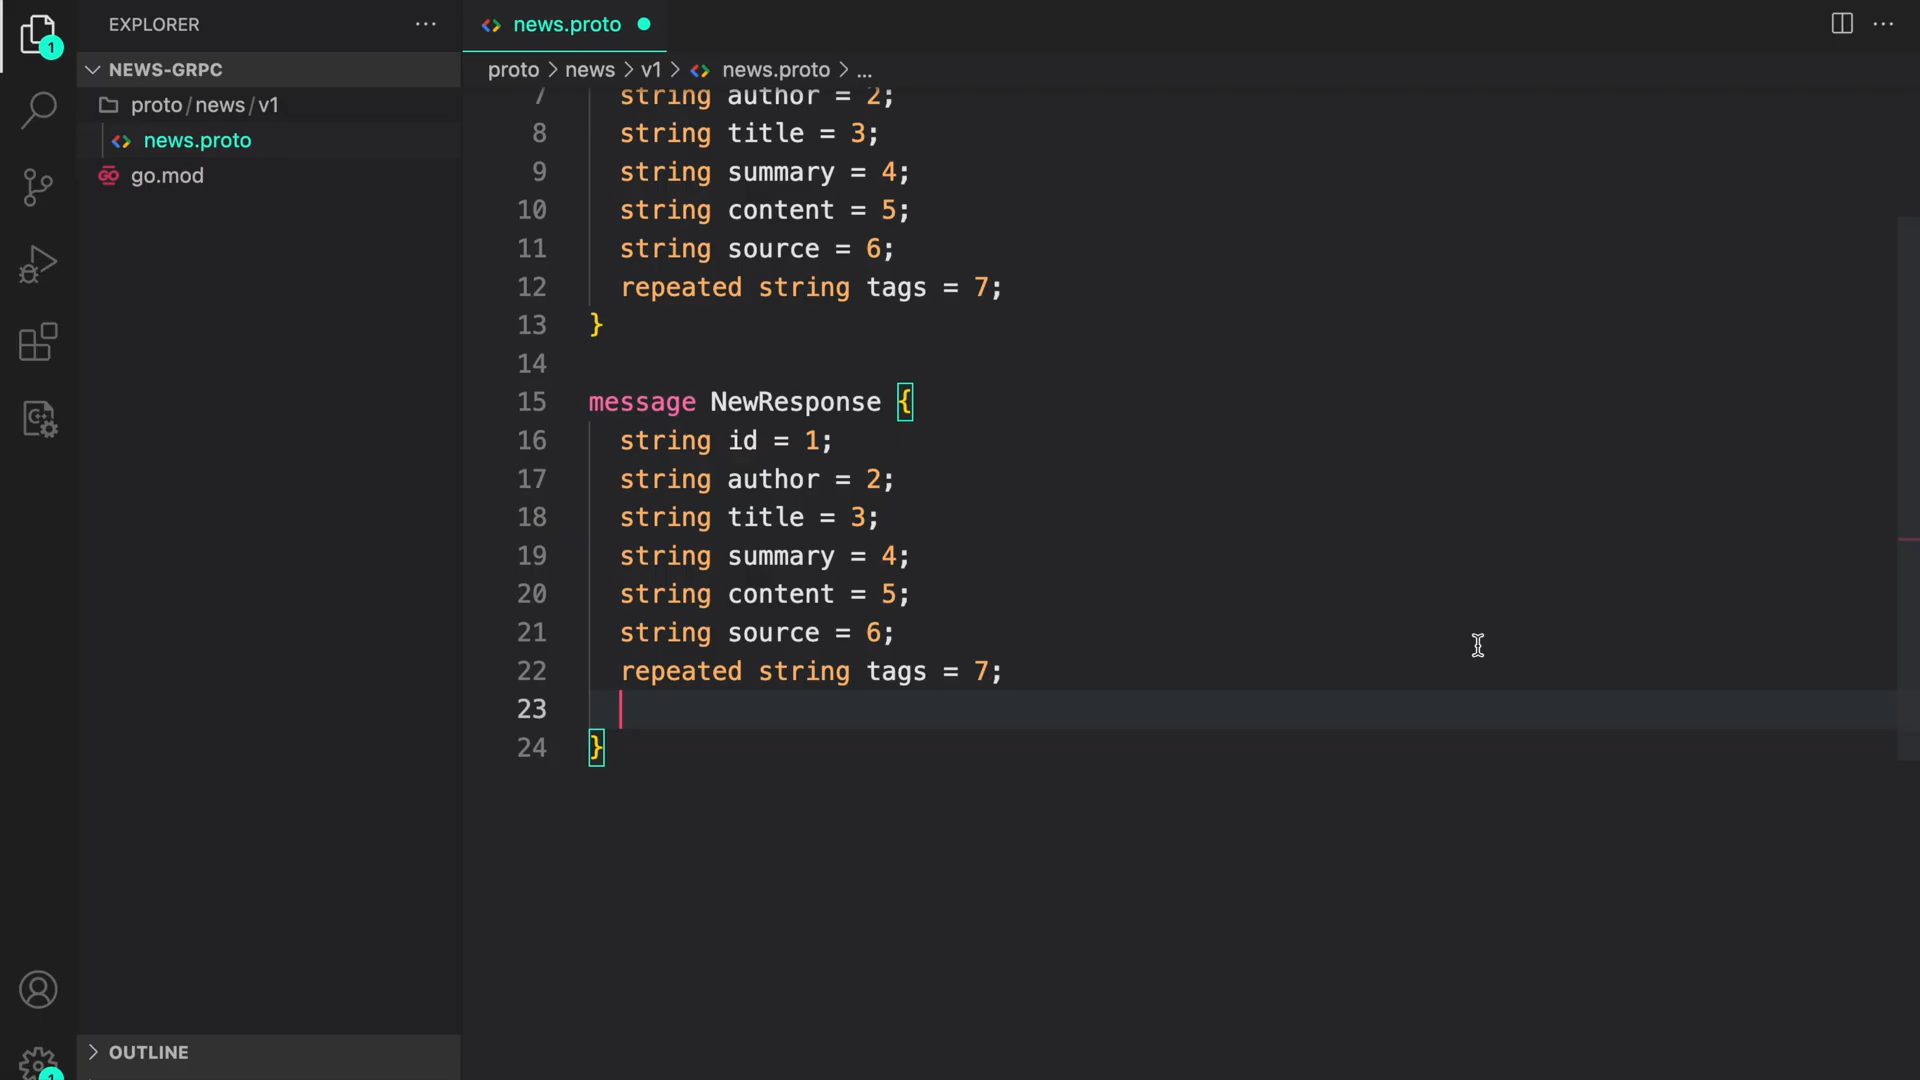 EXPLORER
NEWS-GRPC
proto/news/v1
news.proto
go.mod
OUTLINE
1
1
news.proto
proto > news > v1 > news.proto > ...
7 string author = 2;
8 string title = 3;
9 string summary = 4;
10 string content = 5;
11 string source = 6;
12 repeated string tags = 7;
13 }
14
15 message NewResponse {
16 string id = 1;
17 string author = 2;
18 string title = 3;
19 string summary = 4;
20 string content = 5;
21 string source = 6;
22 repeated string tags = 7;
23
24 }